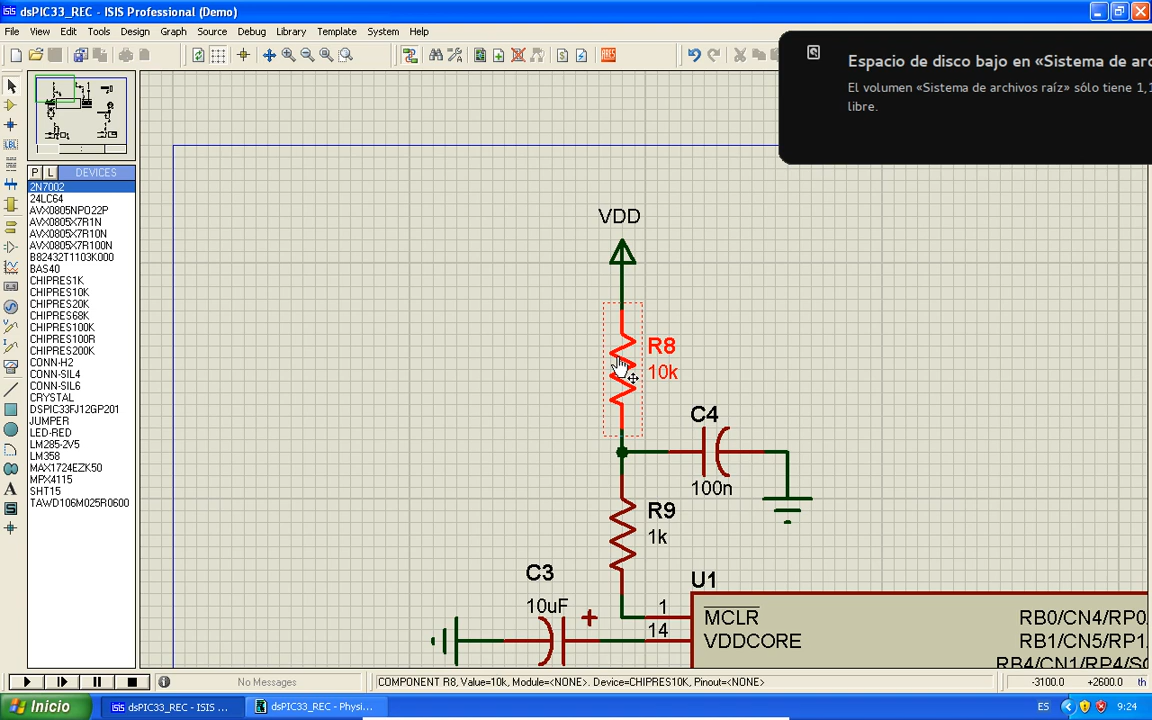 dsPIC33_REC - ISIS Professional (Demo)
File View Edit Tools Design Graph Source Debug Library Template System Help
Espacio de disco bajo en «Sistema de arc
El volumen «Sistema de archivos raíz» sólo tiene 1,1
libre.
P L DEVICES
2N7002
24LC64
AVX0805NPO22P
AVX0805X7R1N
AVX0805X7R10N
AVX0805X7R100N
B82432T1103K000
BAS40
CHIPRES1K
CHIPRES10K
CHIPRES20K
CHIPRES68K
CHIPRES100K
CHIPRES100R
CHIPRES200K
CONN-H2
CONN-SIL4
CONN-SIL6
CRYSTAL
DSPIC33FJ12GP201
JUMPER
LED-RED
LM285-2V5
LM358
MAX1724EZK50
MPX4115
SHT15
TAWD106M025R0600
VDD
R8
10k
C4
100n
R9
1k
C3
10uF
+
U1
1
MCLR
RB0/CN4/RP0
14
VDDCORE
RB1/CN5/RP1
RB4/CN1/RP4/SO
No Messages
COMPONENT R8, Value=10k, Module=<NONE>. Device=CHIPRES10K, Pinout=<NONE>
-3100.0 +2600.0 th
Inicio
dsPIC33_REC - ISIS ...
dsPIC33_REC - Physi...
ES
9:24